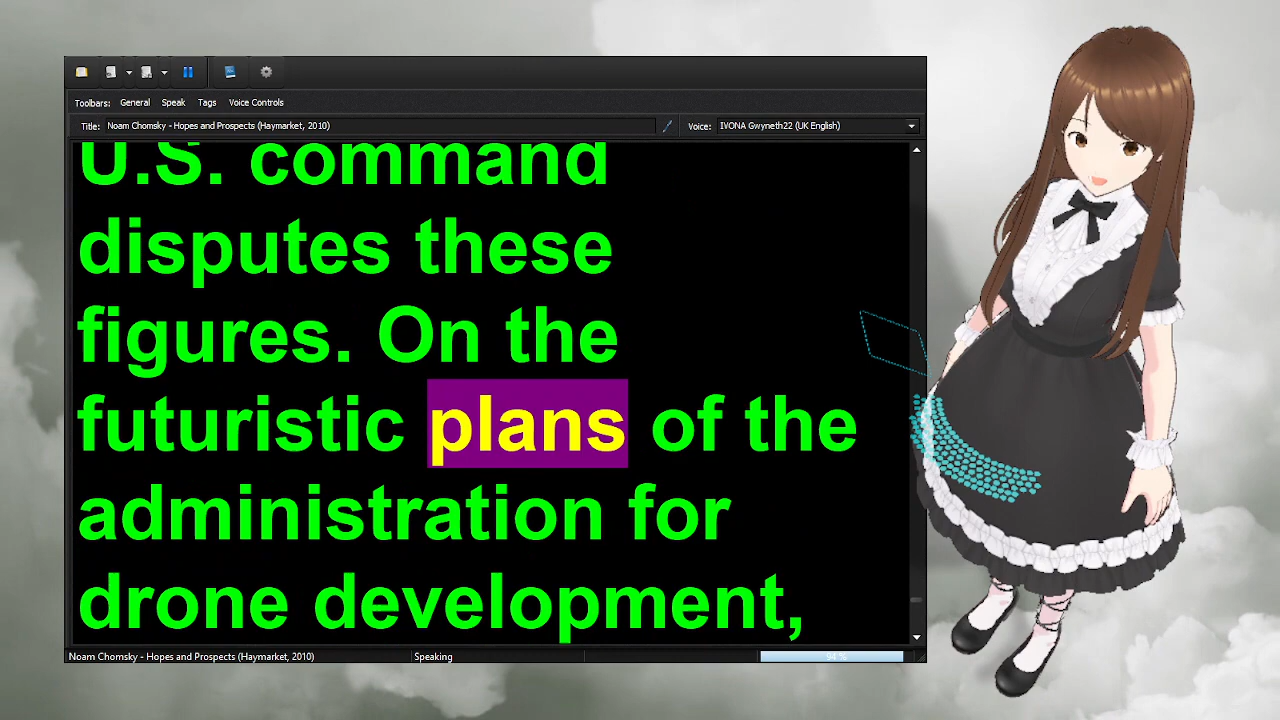 Toolbars: General Speak Tags Voice Controls
Title: Noam Chomsky - Hopes and Prospects (Haymarket, 2010) Voice: IVONA Gwyneth22 (UK English)
U.S. command
disputes these
figures. On the
futuristic plans of the
administration for
drone development,
Noam Chomsky - Hopes and Prospects (Haymarket, 2010) Speaking 94 %